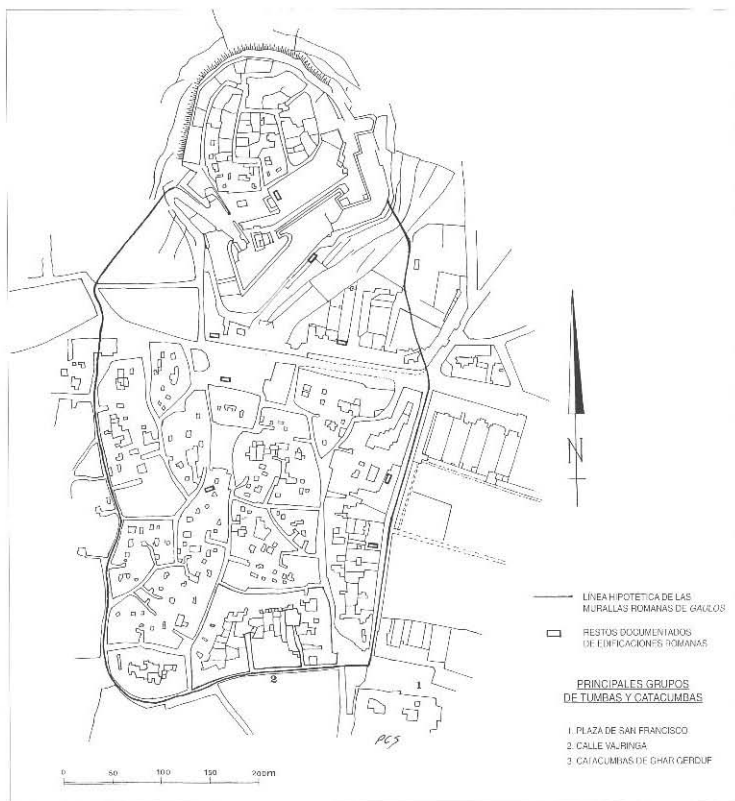 N
LINEA HIPOTETICA DE LAS
MURALLAS ROMANAS DE GAULOS
RESTOS DOCUMENTADOS
DE EDIFICACIONES ROMANAS
PRINCIPALES GRUPOS
DE TUMBAS Y CATACUMBAS
1. PLAZA DE SAN FRANCISCO
2. CALLE VAJRINGA
3. CATACUMBAS DE GHAR GERDUF
2
1
PCS
0 50 100 150 200m